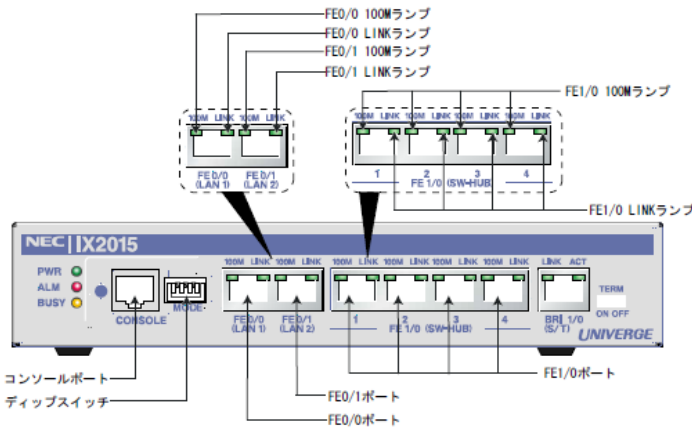 FE0/0 100Mランプ
FE0/0 LINKランプ
FE0/1 100Mランプ
FE0/1 LINKランプ
FE1/0 100Mランプ
100M LINK 100M LINK
FE0/0 (LAN 1)
FE0/1 (LAN 2)
100M LINK 100M LINK 100M LINK 100M LINK
1 2 3 4
FE 1/0 (SW-HUB)
FE1/0 LINKランプ
NEC IX2015
PWR
ALM
BUSY
CONSOLE
MODE
100M LINK 100M LINK
FE0/0 (LAN 1)
FE0/1 (LAN 2)
100M LINK 100M LINK 100M LINK 100M LINK
1 2 3 4
FE 1/0 (SW-HUB)
LINK ACT
BRI 1/0 (S/T)
TERM
ON OFF
UNIVERGE
コンソールポート
ディップスイッチ
FE0/1ポート
FE0/0ポート
FE1/0ポート